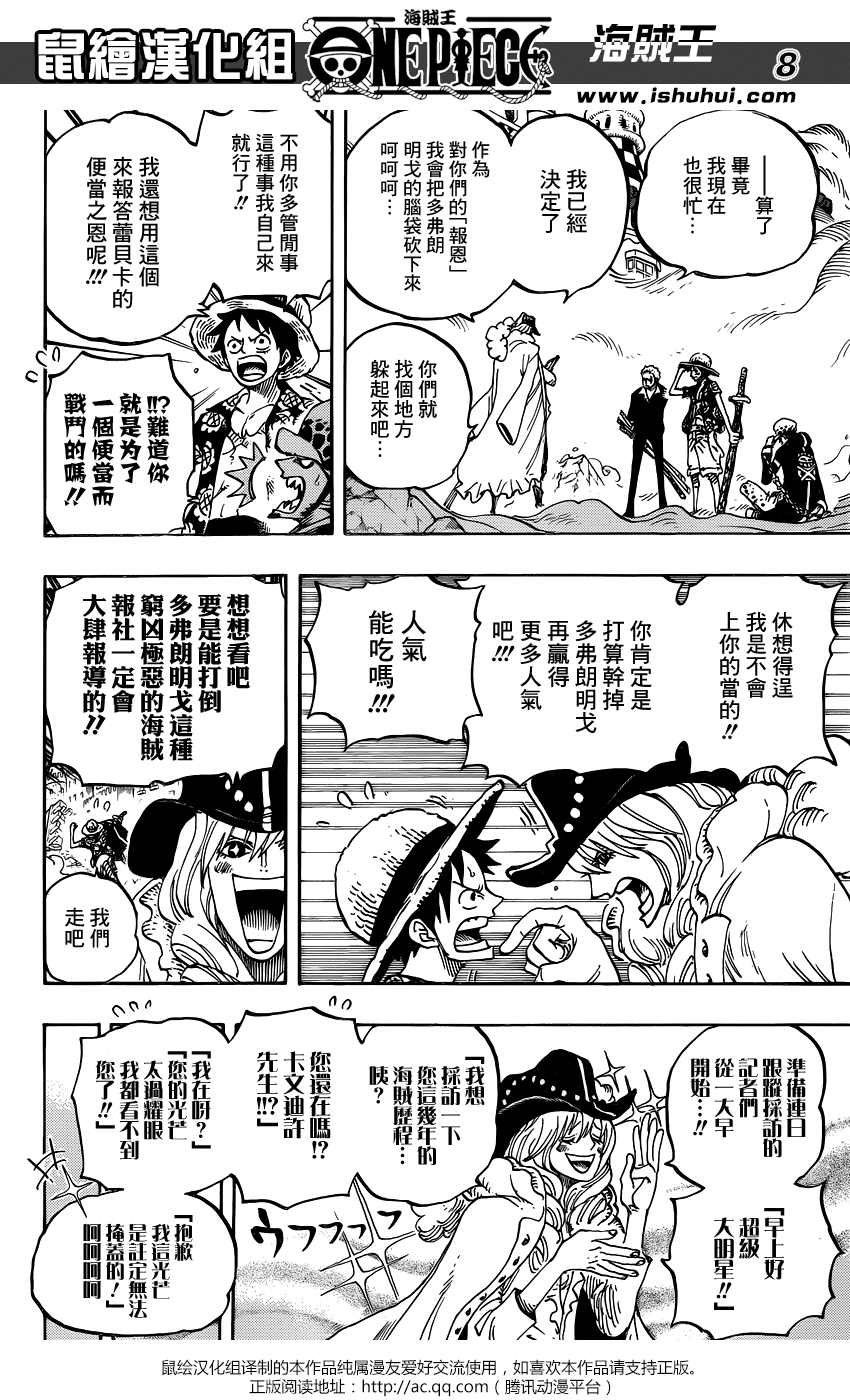 鼠繪漢化組
海賊王
ONE PIECE
海賊王
8
www.ishuhui.com
——算了
畢竟
我現在
也很忙…
我已經
決定了
作為
對你們的「報恩」
我會把多弗朗
明戈的腦袋砍下來
呵呵呵…
你們就
找個地方
躲起來吧…
不用你多管閒事
這種事我自己來
就行了!!
我還想用這個
來報答蕾貝卡的
便當之恩呢!!!
!!?難道你
就是为了
一個便當而
戰鬥的嗎!!
休想得逞
我是不會
上你的當的!!
你肯定是
打算幹掉
多弗朗明戈
再贏得
更多人氣
吧!!!
人氣
能吃嗎!!!
想想看吧
要是能打倒
多弗朗明戈這種
窮凶極惡的海賊
報社一定會
大肆報導的!!
我們
走吧
準備連日
跟蹤採訪的
記者們
從一大早
開始…!!
「早上好
超級
大明星!!」
「我想
採訪一下
您這幾年的
海賊歷程…
咦?
您還在嗎!?
卡文迪許
先生!!?」
「我在呀?」
「您的光芒
太過耀眼
我都看不到
您了!!」
「抱歉
我這光芒
是註定無法
掩蓋的!」
呵呵呵呵
ウフフッフ
鼠绘汉化组译制的本作品纯属漫友爱好交流使用，如喜欢本作品请支持正版。
正版阅读地址：http://ac.qq.com（腾讯动漫平台）